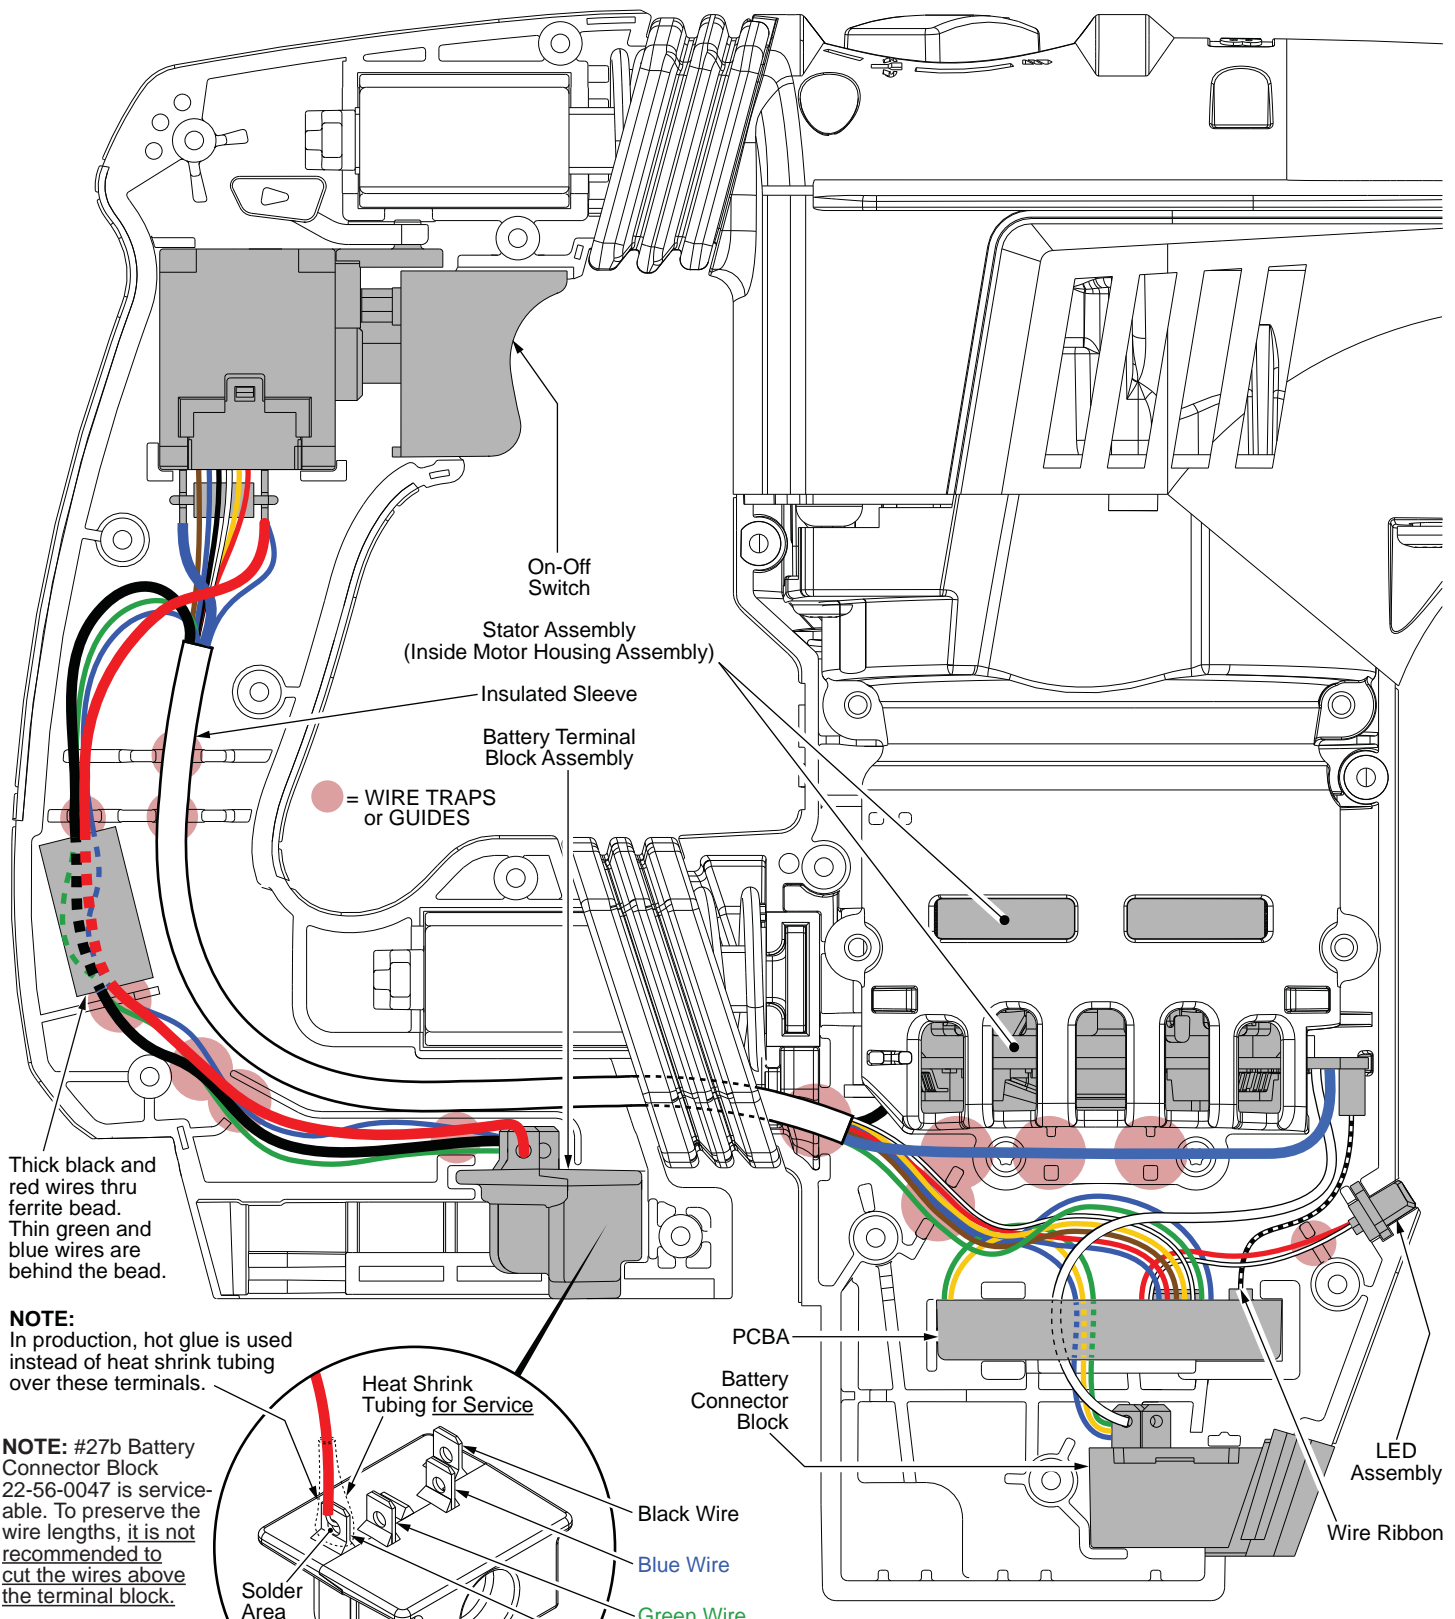 On-Off
Switch
Stator Assembly
(Inside Motor Housing Assembly)
Insulated Sleeve
Battery Terminal
Block Assembly
= WIRE TRAPS
or GUIDES
Thick black and
red wires thru
ferrite bead.
Thin green and
blue wires are
behind the bead.
NOTE:
In production, hot glue is used
instead of heat shrink tubing
over these terminals.
NOTE: #27b Battery
Connector Block
22-56-0047 is service-
able. To preserve the
wire lengths, it is not
recommended to
cut the wires above
the terminal block.
Heat Shrink
Tubing for Service
Solder
Area
Black Wire
Blue Wire
Green Wire
PCBA
Battery
Connector
Block
LED
Assembly
Wire Ribbon